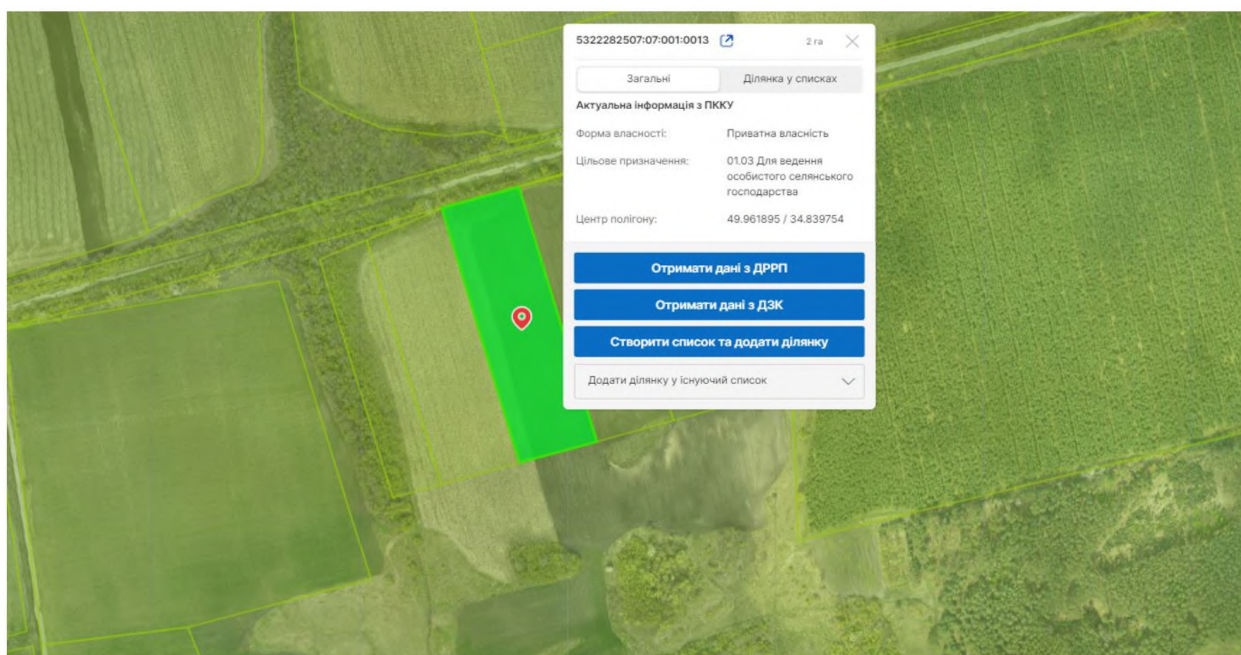 5322282507:07:001:0013 2 га
Загальні Ділянка у списках
Актуальна інформація з ПККУ
Форма власності: Приватна власність
Цільове призначення: 01.03 Для ведення
особистого селянського
господарства
Центр полігону: 49.961895 / 34.839754
Отримати дані з ДРРП
Отримати дані з ДЗК
Створити список та додати ділянку
Додати ділянку у існуючий список